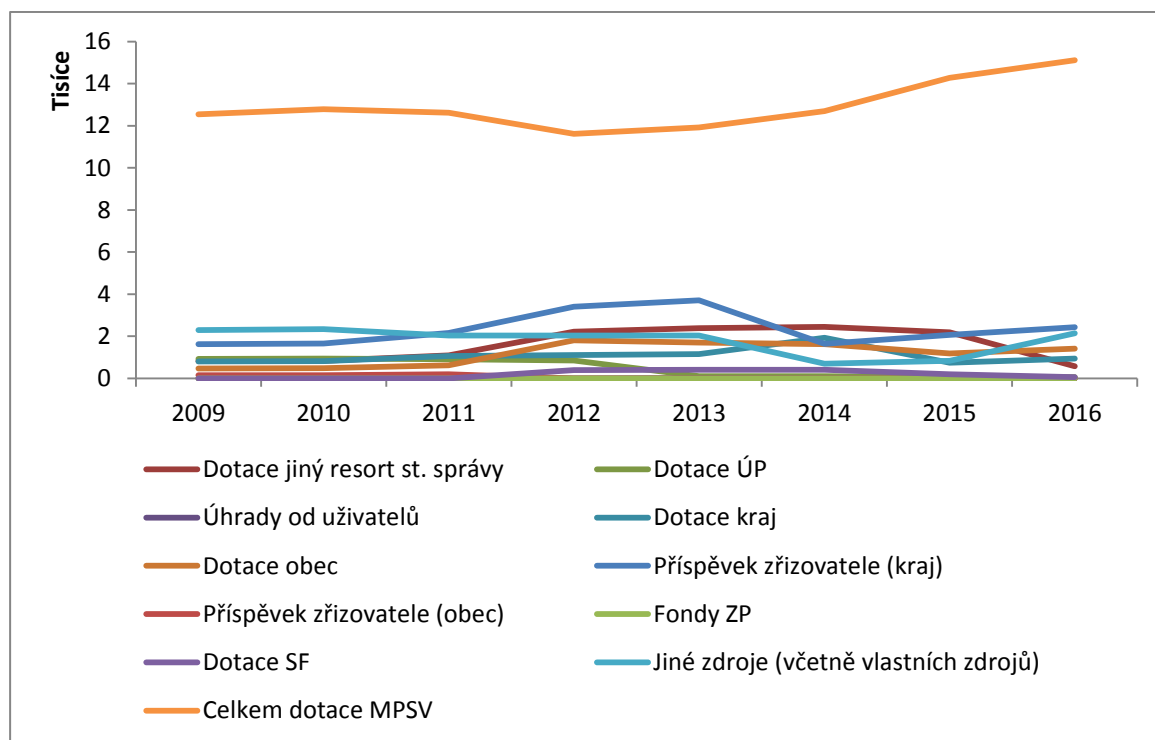 Tisíce
16
14
12
10
8
6
4
2
0
2009 2010 2011 2012 2013 2014 2015 2016
Dotace jiný resort st. správy Dotace ÚP
Úhrady od uživatelů Dotace kraj
Dotace obec Příspěvek zřizovatele (kraj)
Příspěvek zřizovatele (obec) Fondy ZP
Dotace SF Jiné zdroje (včetně vlastních zdrojů)
Celkem dotace MPSV